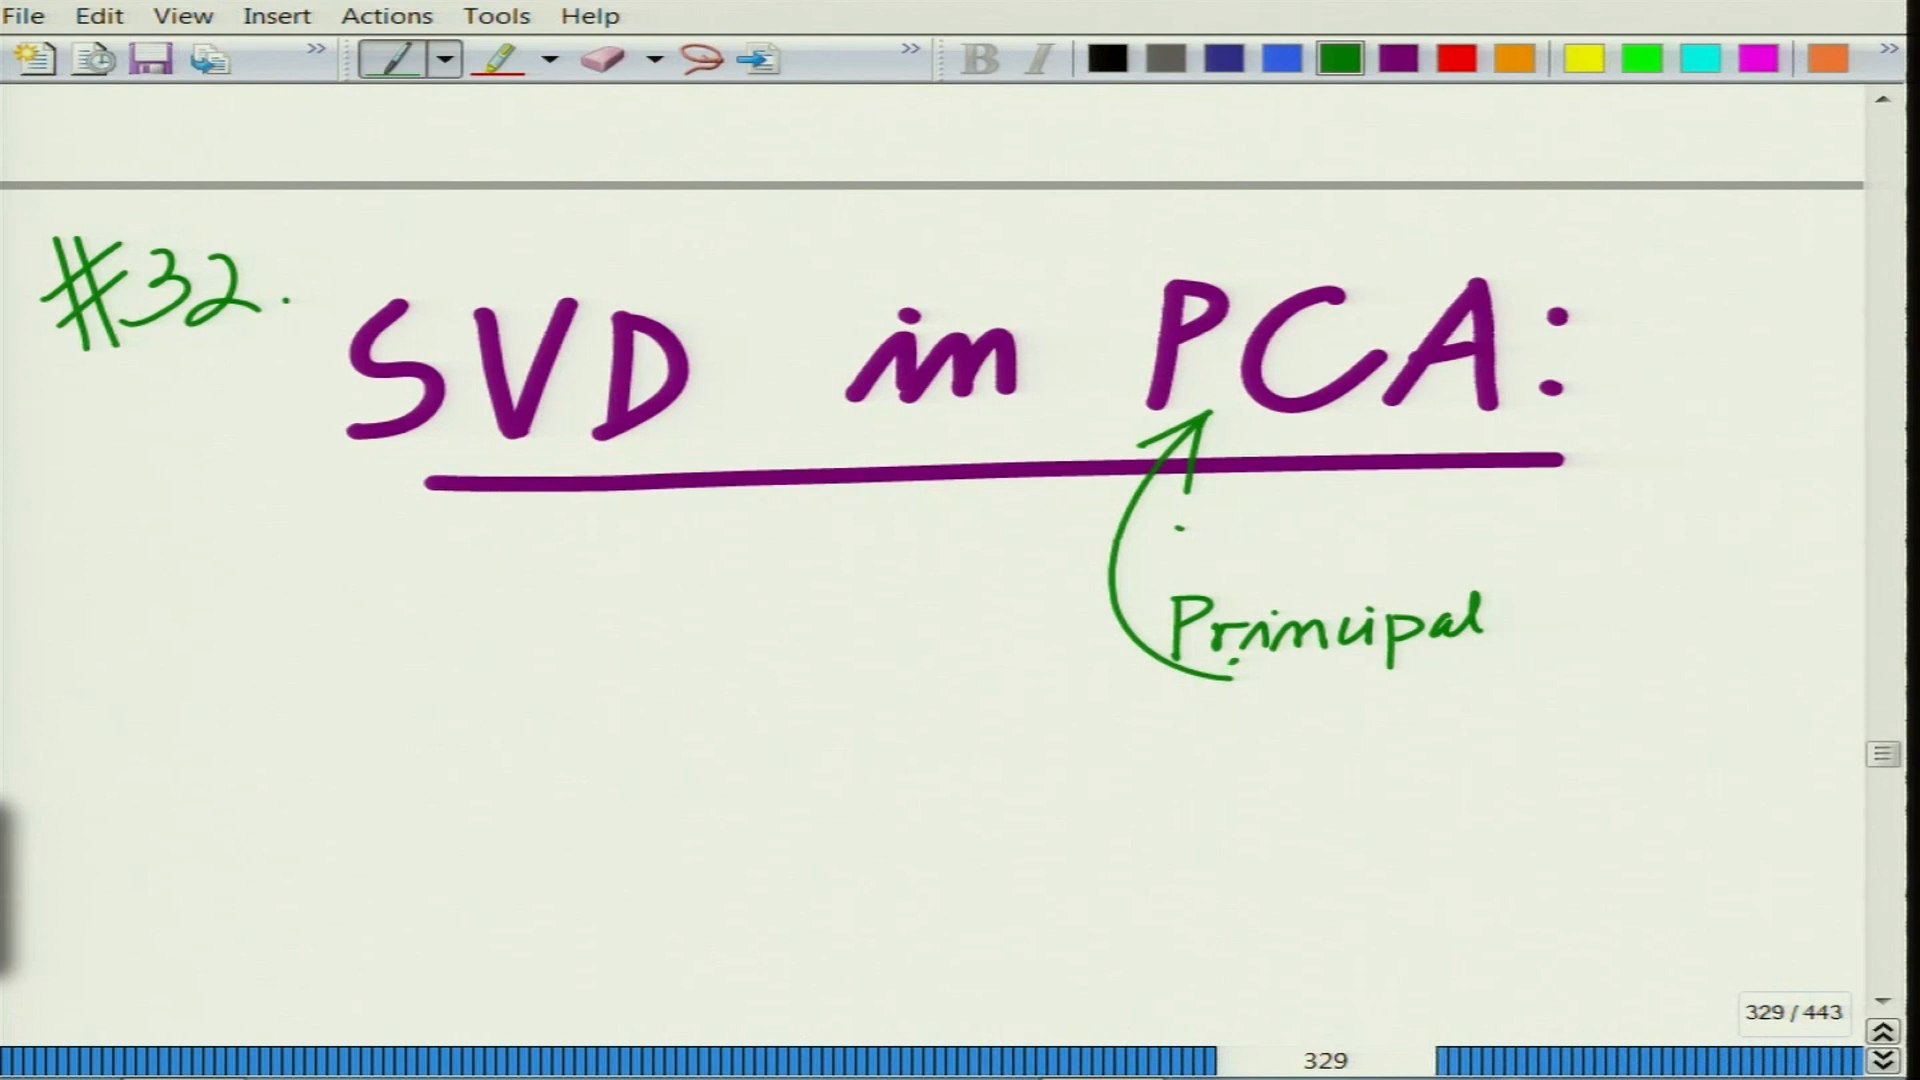 File Edit View Insert Actions Tools Help
B I
#32.
SVD in PCA:
Principal
329 / 443
329